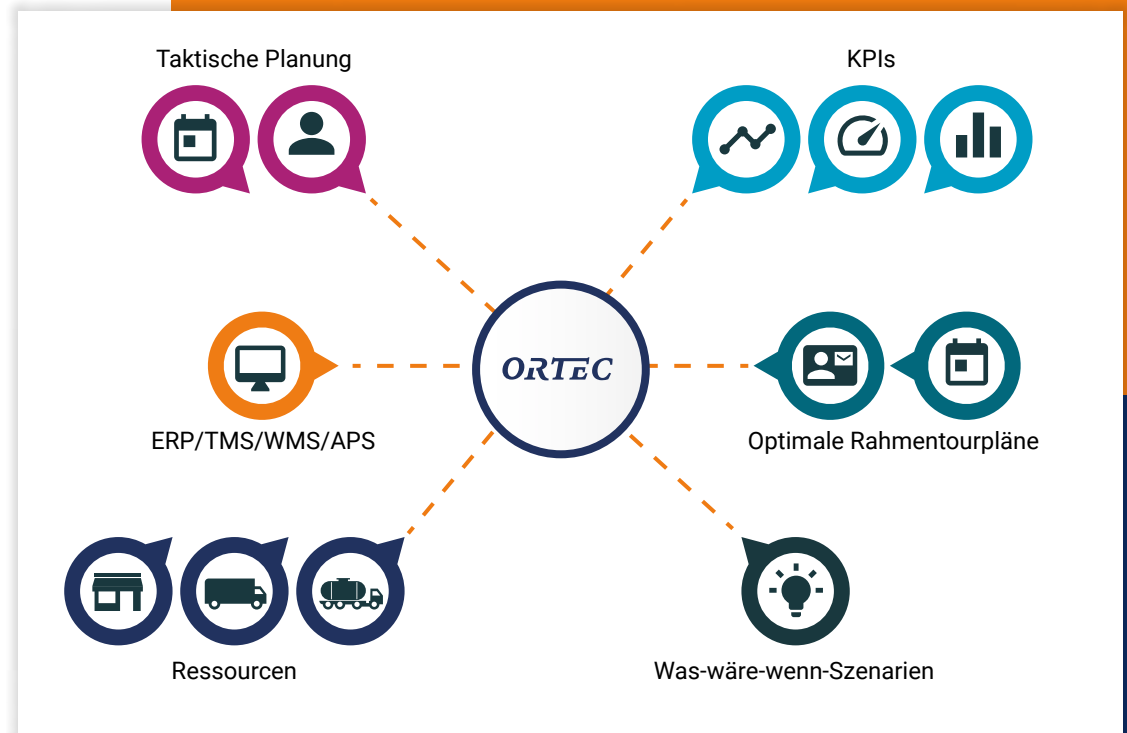 Taktische Planung
KPIs
ORTEC
ERP/TMS/WMS/APS
Optimale Rahmentourpläne
Ressourcen
Was-wäre-wenn-Szenarien